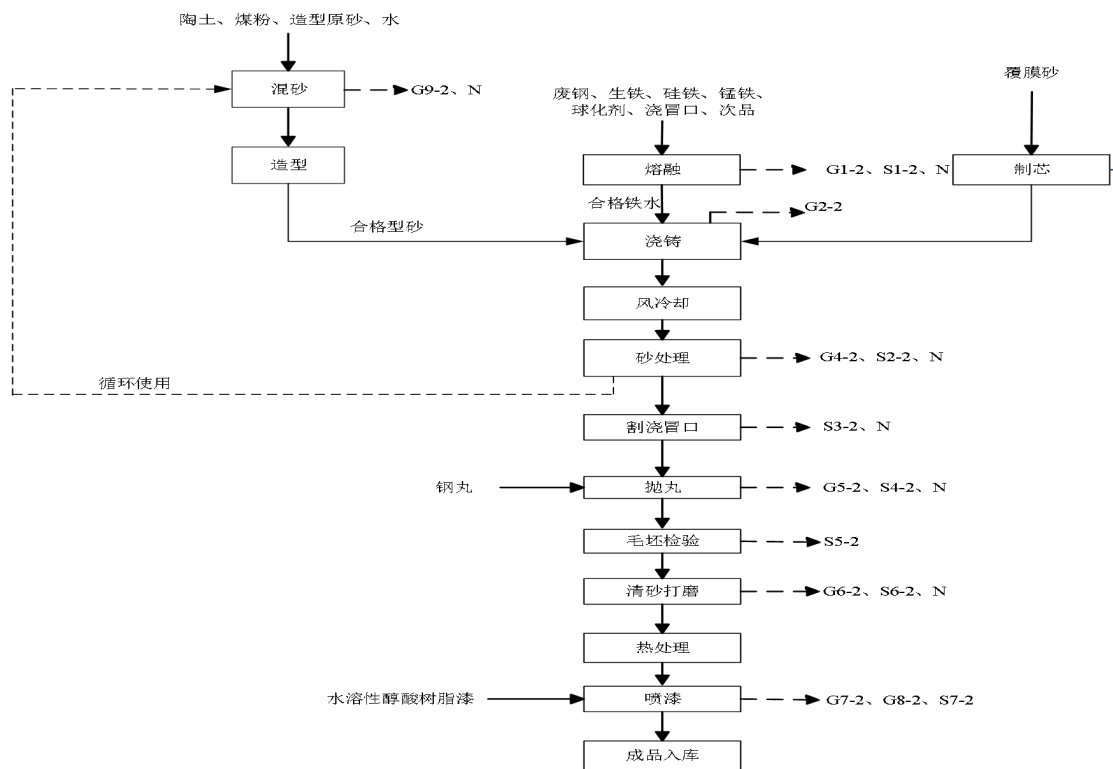 陶土、煤粉、造型原砂、水
混砂
G9-2、N
造型
合格型砂
废钢、生铁、硅铁、锰铁、
球化剂、浇冒口、次品
熔融
G1-2、S1-2、N
合格铁水
G2-2
覆膜砂
制芯
浇铸
风冷却
砂处理
G4-2、S2-2、N
循环使用
割浇冒口
S3-2、N
钢丸
抛丸
G5-2、S4-2、N
毛坯检验
S5-2
清砂打磨
G6-2、S6-2、N
热处理
水溶性醇酸树脂漆
喷漆
G7-2、G8-2、S7-2
成品入库